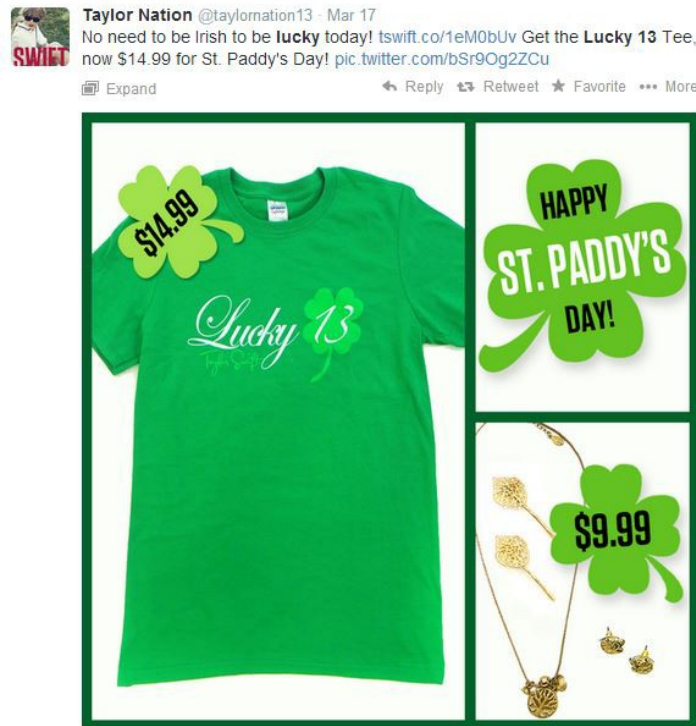 Taylor Nation @taylornation13 · Mar 17
No need to be Irish to be lucky today! tswift.co/1eM0bUv Get the Lucky 13 Tee,
now $14.99 for St. Paddy's Day! pic.twitter.com/bSr9Og2ZCu
SWIFT
Expand
Reply Retweet Favorite More
$14.99
Lucky 13
Taylor Swift
HAPPY
ST. PADDY'S
DAY!
$9.99